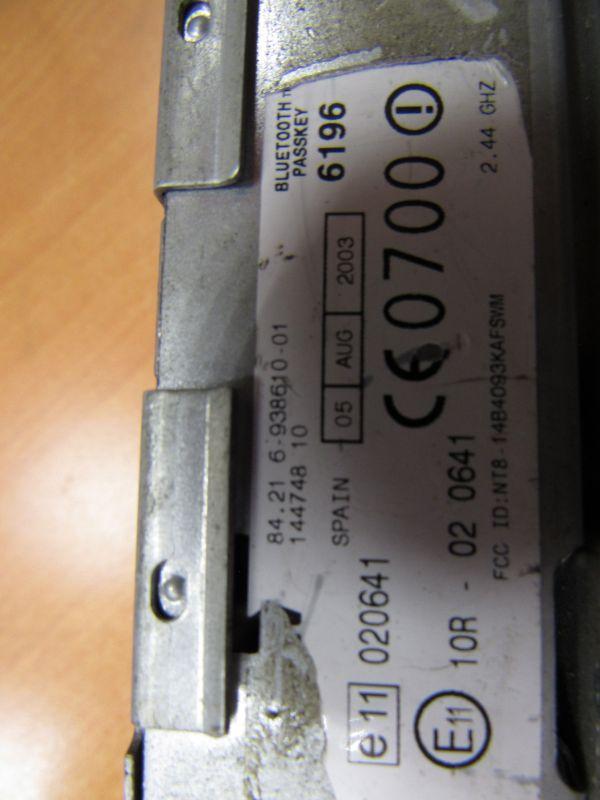 84.21 6-938610-01
144748 10
BLUETOOTH
PASSKEY
6196
SPAIN
05 AUG 2003
e11 020641
CE0700
E11
10R - 02 0641
FCC ID:NT8-14B4093KAFSWM
2.44 GHZ